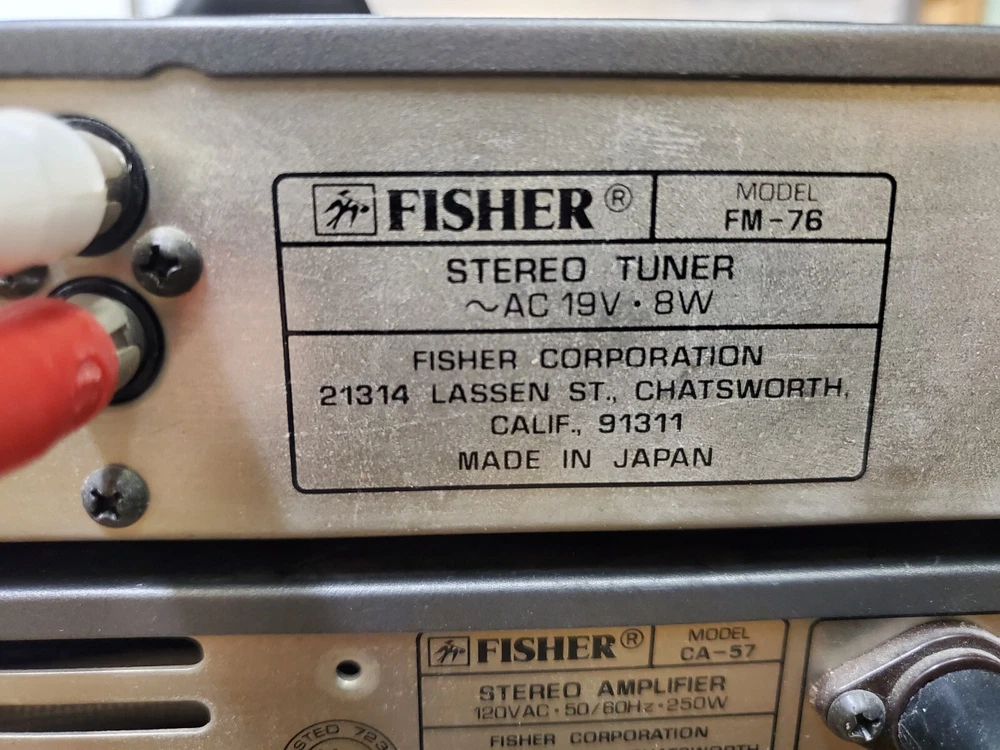 FISHER®
MODEL
FM-76
STEREO TUNER
~AC 19V · 8W
FISHER CORPORATION
21314 LASSEN ST., CHATSWORTH,
CALIF., 91311
MADE IN JAPAN
FISHER®
MODEL
CA-57
STEREO AMPLIFIER
120VAC · 50/60Hz · 250W
FISHER CORPORATION